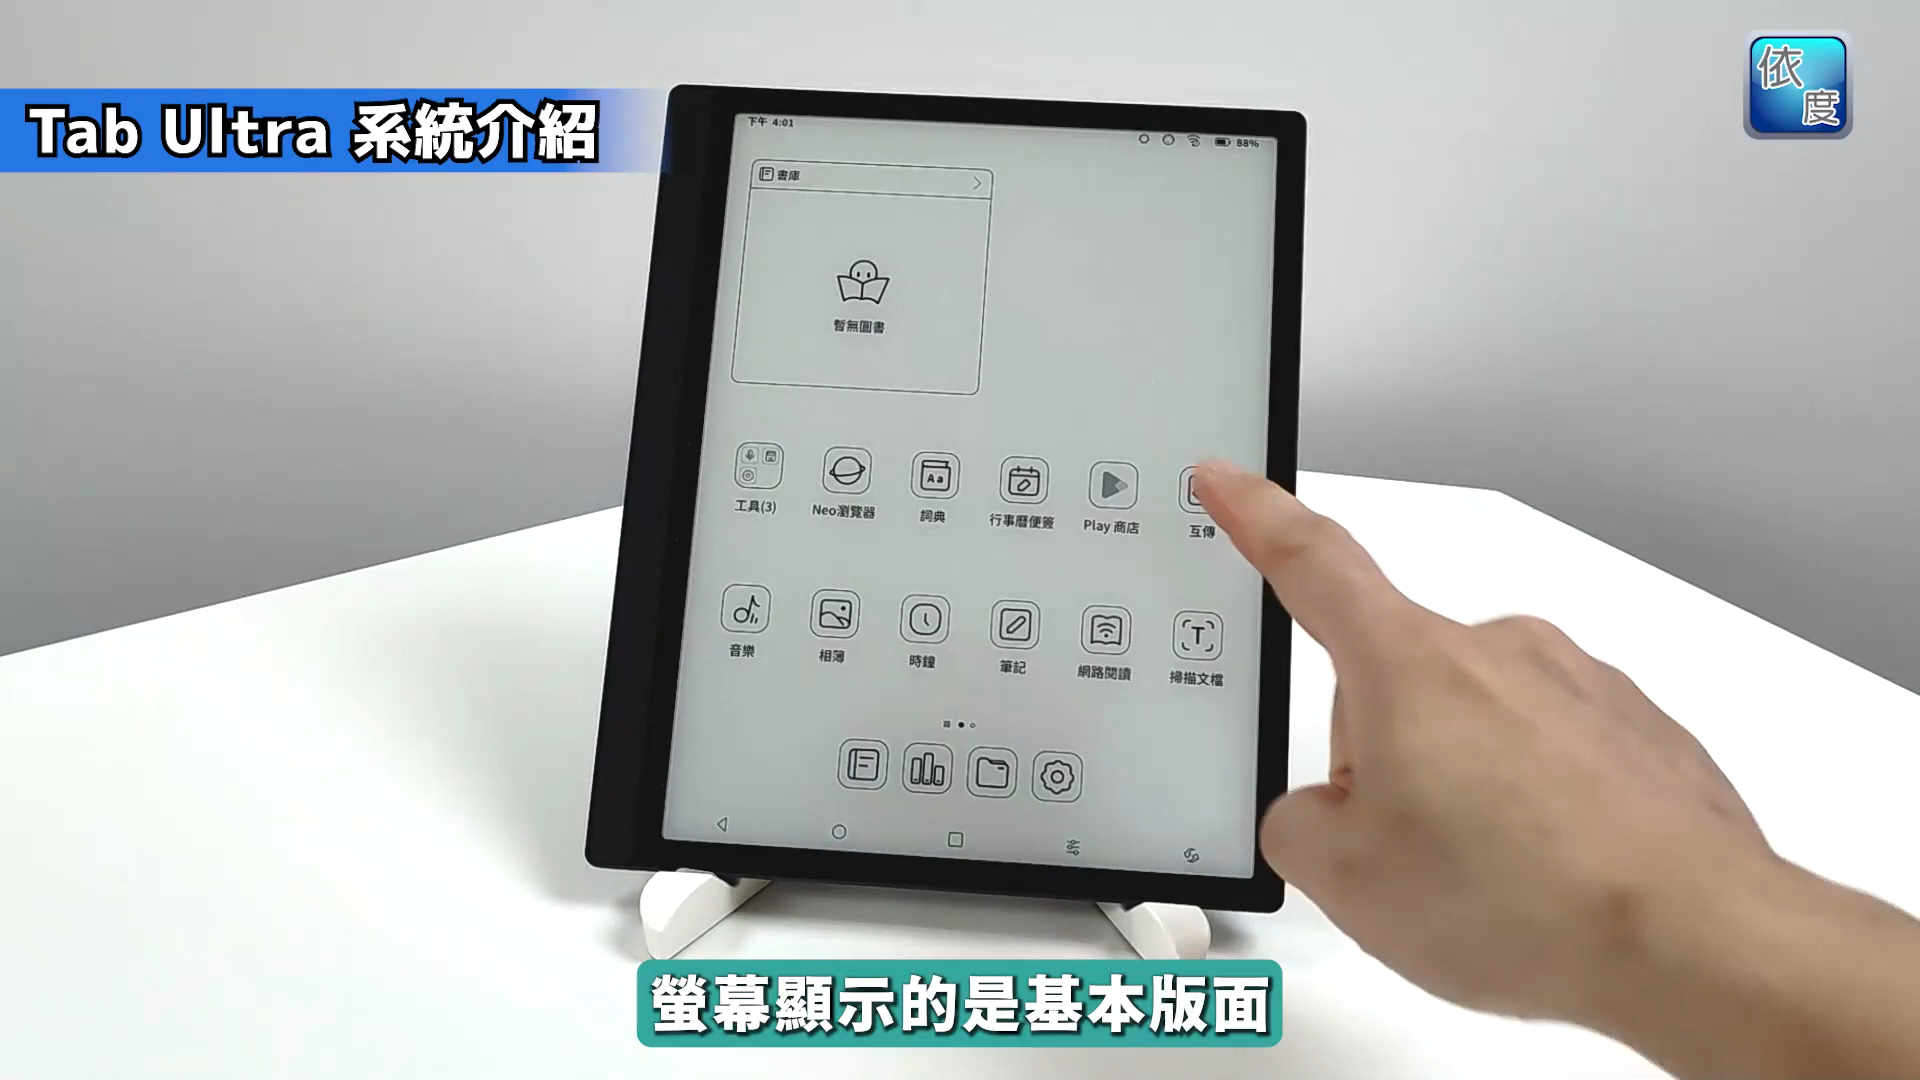 Tab Ultra 系統介紹
依度
下午 4:01
88%
書庫
暫無圖書
工具(3)
Neo瀏覽器
詞典
Aa
行事曆便簽
Play 商店
互傳
音樂
相簿
時鐘
筆記
網路閱讀
T
掃描文檔
螢幕顯示的是基本版面